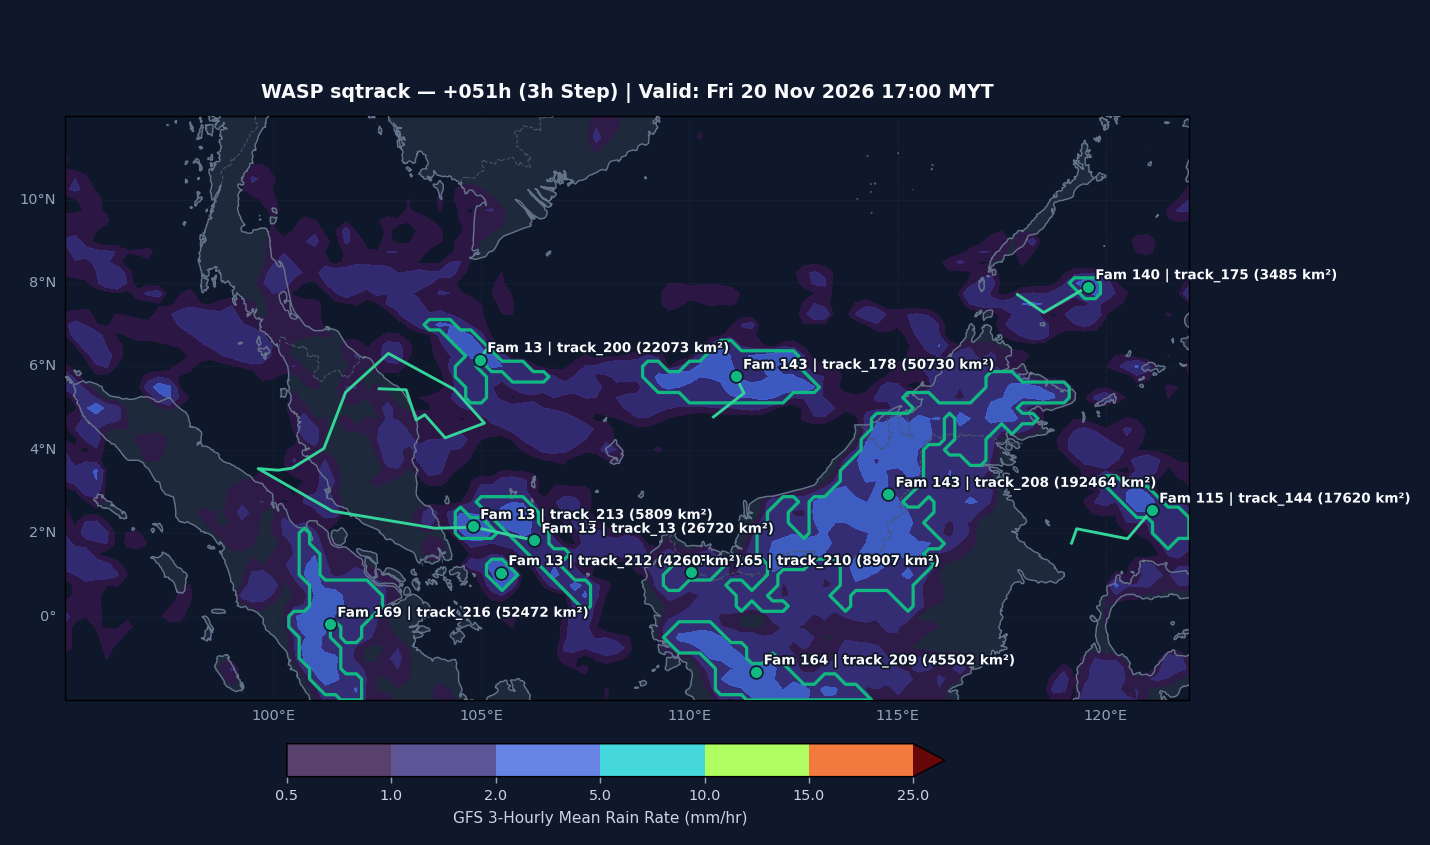 WASP sqtrack — +051h (3h Step) | Valid: Fri 20 Nov 2026 17:00 MYT
10°N
8°N
6°N
4°N
2°N
0°
Fam 140 | track_175 (3485 km²)
Fam 13 | track_200 (22073 km²)
Fam 143 | track_178 (50730 km²)
Fam 143 | track_208 (192464 km²)
Fam 115 | track_144 (17620 km²)
Fam 13 | track_213 (5809 km²)
Fam 13 | track_13 (26720 km²)
Fam 13 | track_212 (4260 km²)
65 | track_210 (8907 km²)
Fam 169 | track_216 (52472 km²)
Fam 164 | track_209 (45502 km²)
100°E 105°E 110°E 115°E 120°E
0.5 1.0 2.0 5.0 10.0 15.0 25.0
GFS 3-Hourly Mean Rain Rate (mm/hr)